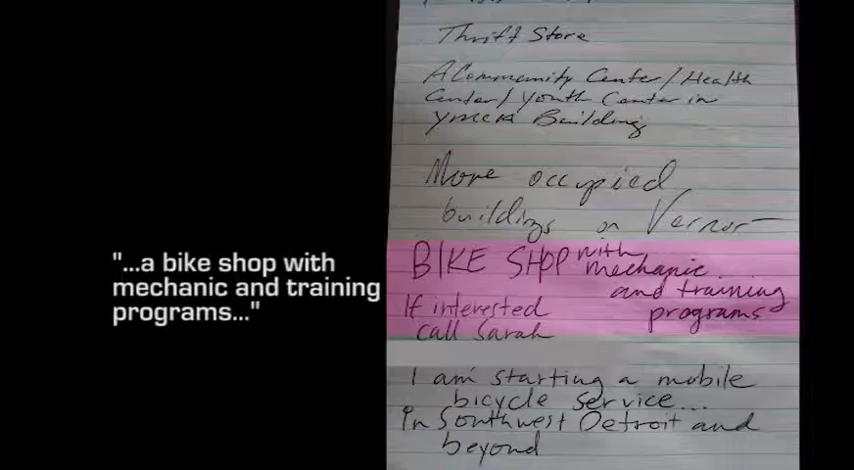 "...a bike shop with
mechanic and training
programs..."
Thrift Store
A Community Center/Health
Center/Youth Center in
YMCA Building
More occupied
buildings on Vernor
BIKE SHOP with
mechanic
and training
programs
If interested
call Sarah
I am starting a mobile
bicycle service...
in Southwest Detroit and
beyond